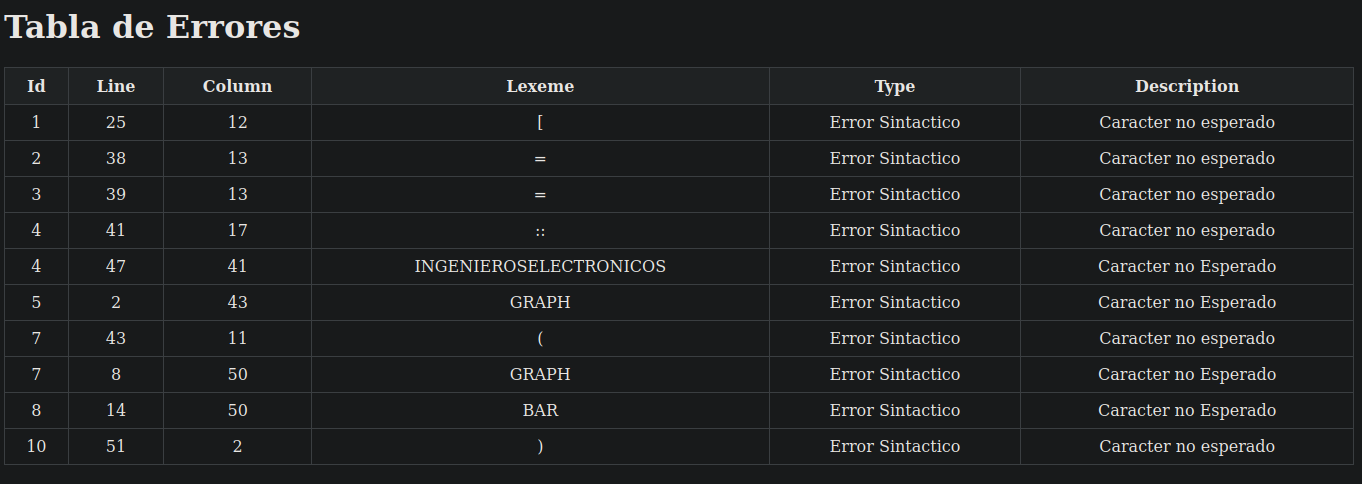 Tabla de Errores
Id Line Column Lexeme Type Description
1 25 12 [ Error Sintactico Caracter no esperado
2 38 13 = Error Sintactico Caracter no esperado
3 39 13 = Error Sintactico Caracter no esperado
4 41 17 :: Error Sintactico Caracter no esperado
4 47 41 INGENIEROSELECTRONICOS Error Sintactico Caracter no Esperado
5 2 43 GRAPH Error Sintactico Caracter no Esperado
7 43 11 ( Error Sintactico Caracter no esperado
7 8 50 GRAPH Error Sintactico Caracter no Esperado
8 14 50 BAR Error Sintactico Caracter no Esperado
10 51 2 ) Error Sintactico Caracter no esperado